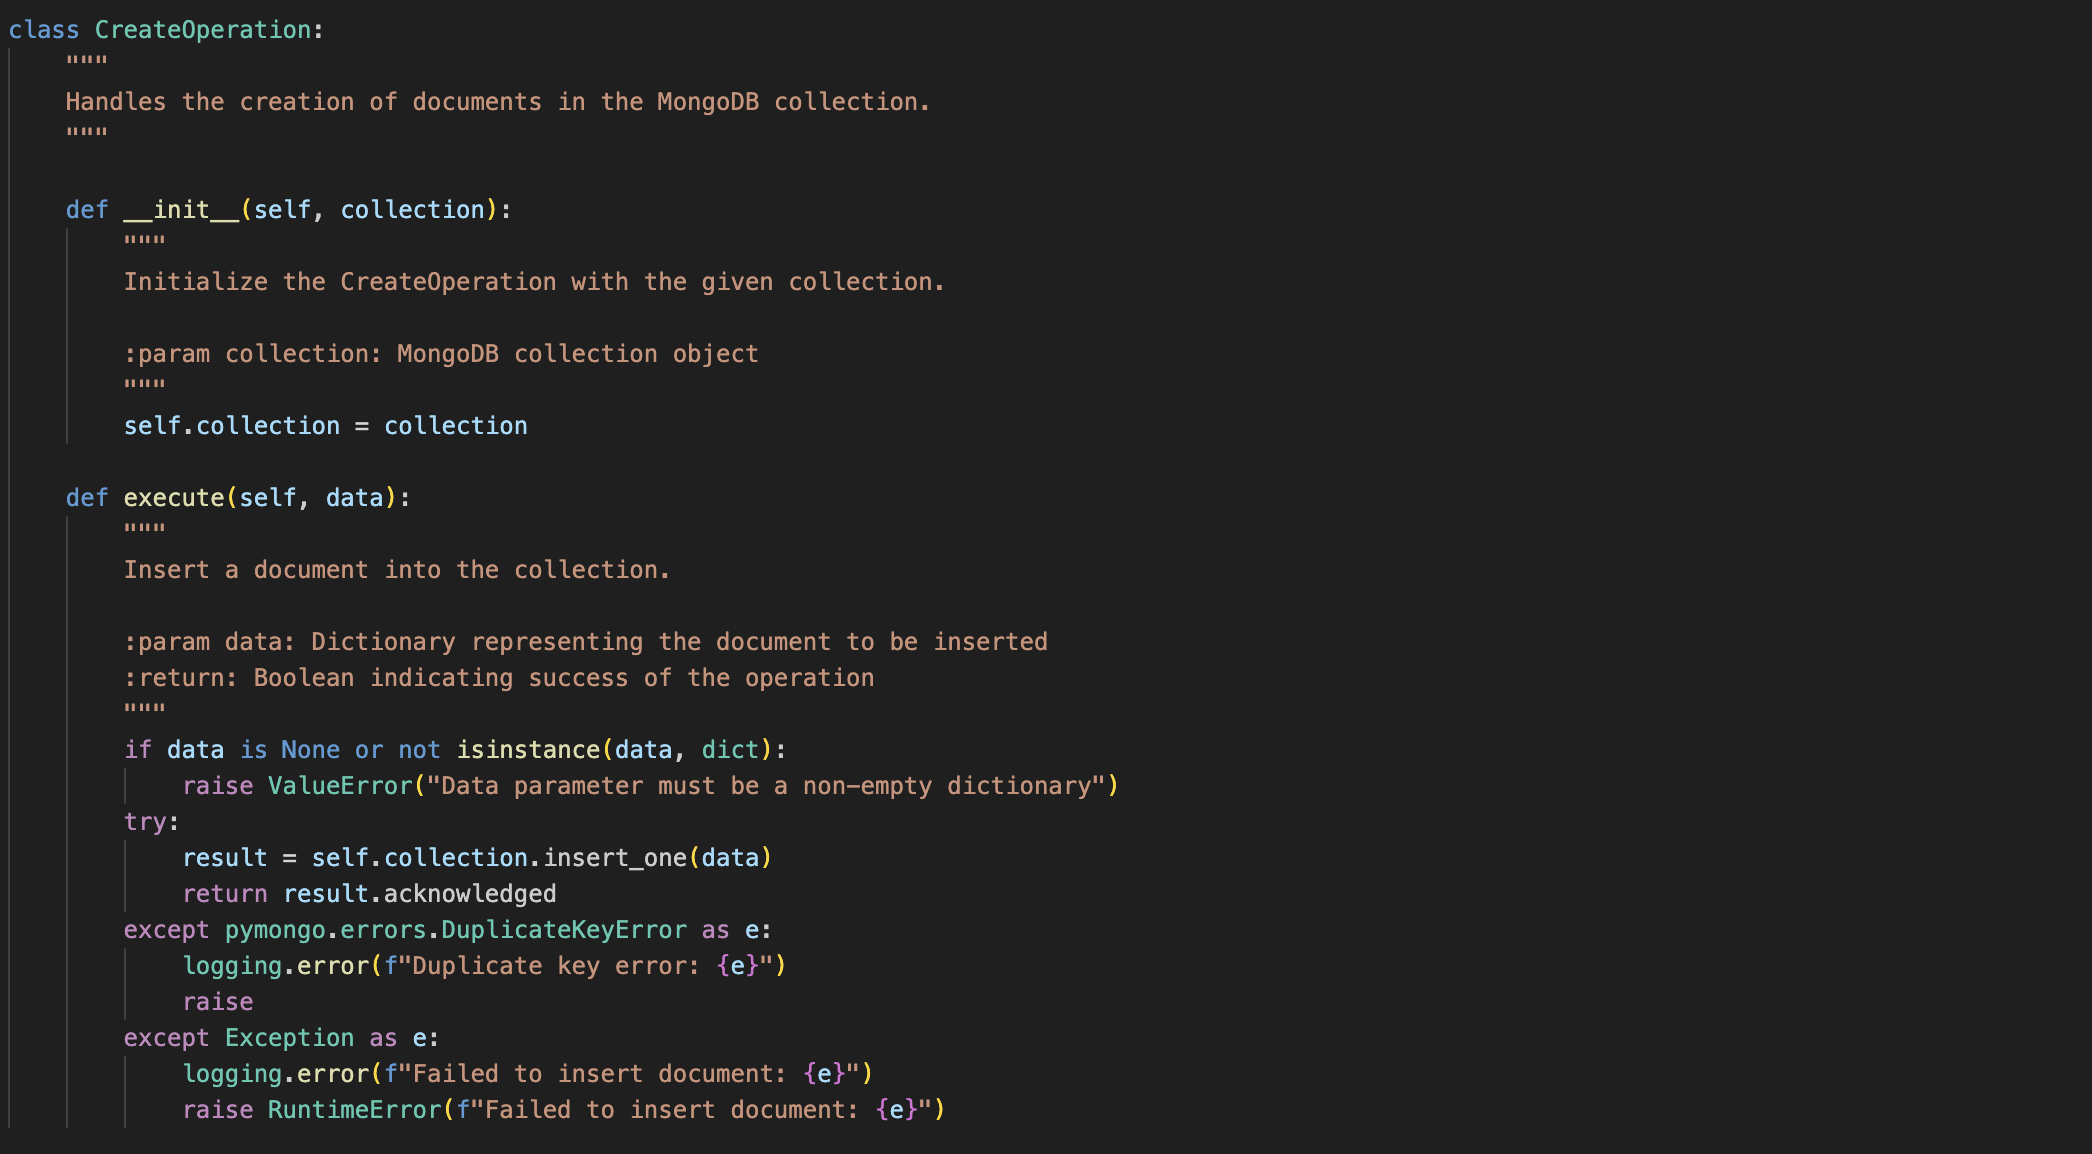 class CreateOperation:
    """
    Handles the creation of documents in the MongoDB collection.
    """

    def __init__(self, collection):
        """
        Initialize the CreateOperation with the given collection.

        :param collection: MongoDB collection object
        """
        self.collection = collection

    def execute(self, data):
        """
        Insert a document into the collection.

        :param data: Dictionary representing the document to be inserted
        :return: Boolean indicating success of the operation
        """
        if data is None or not isinstance(data, dict):
            raise ValueError("Data parameter must be a non-empty dictionary")
        try:
            result = self.collection.insert_one(data)
            return result.acknowledged
        except pymongo.errors.DuplicateKeyError as e:
            logging.error(f"Duplicate key error: {e}")
            raise
        except Exception as e:
            logging.error(f"Failed to insert document: {e}")
            raise RuntimeError(f"Failed to insert document: {e}")